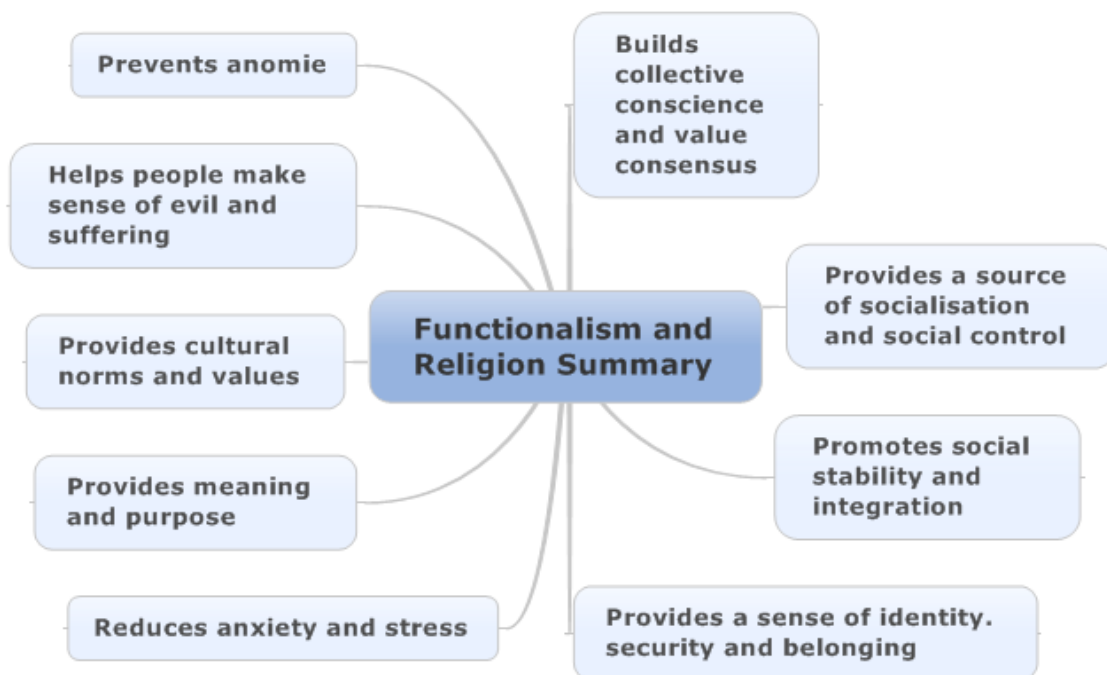 Prevents anomie
Helps people make
sense of evil and
suffering
Provides cultural
norms and values
Provides meaning
and purpose
Reduces anxiety and stress
Functionalism and
Religion Summary
Builds
collective
conscience
and value
consensus
Provides a source
of socialisation
and social control
Promotes social
stability and
integration
Provides a sense of identity.
security and belonging